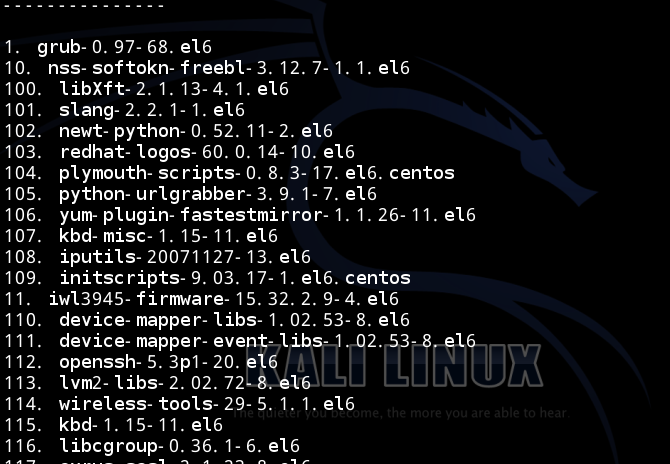 ---------------
1. grub-0.97-68.el6
10. nss-softokn-freebl-3.12.7-1.1.el6
100. libXft-2.1.13-4.1.el6
101. slang-2.2.1-1.el6
102. newt-python-0.52.11-2.el6
103. redhat-logos-60.0.14-10.el6
104. plymouth-scripts-0.8.3-17.el6.centos
105. python-urlgrabber-3.9.1-7.el6
106. yum-plugin-fastestmirror-1.1.26-11.el6
107. kbd-misc-1.15-11.el6
108. iputils-20071127-13.el6
109. initscripts-9.03.17-1.el6.centos
11. iwl3945-firmware-15.32.2.9-4.el6
110. device-mapper-libs-1.02.53-8.el6
111. device-mapper-event-libs-1.02.53-8.el6
112. openssh-5.3p1-20.el6
113. lvm2-libs-2.02.72-8.el6
114. wireless-tools-29-5.1.1.el6
115. kbd-1.15-11.el6
116. libcgroup-0.36.1-6.el6
KALI LINUX
The quieter you become, the more you are able to hear.